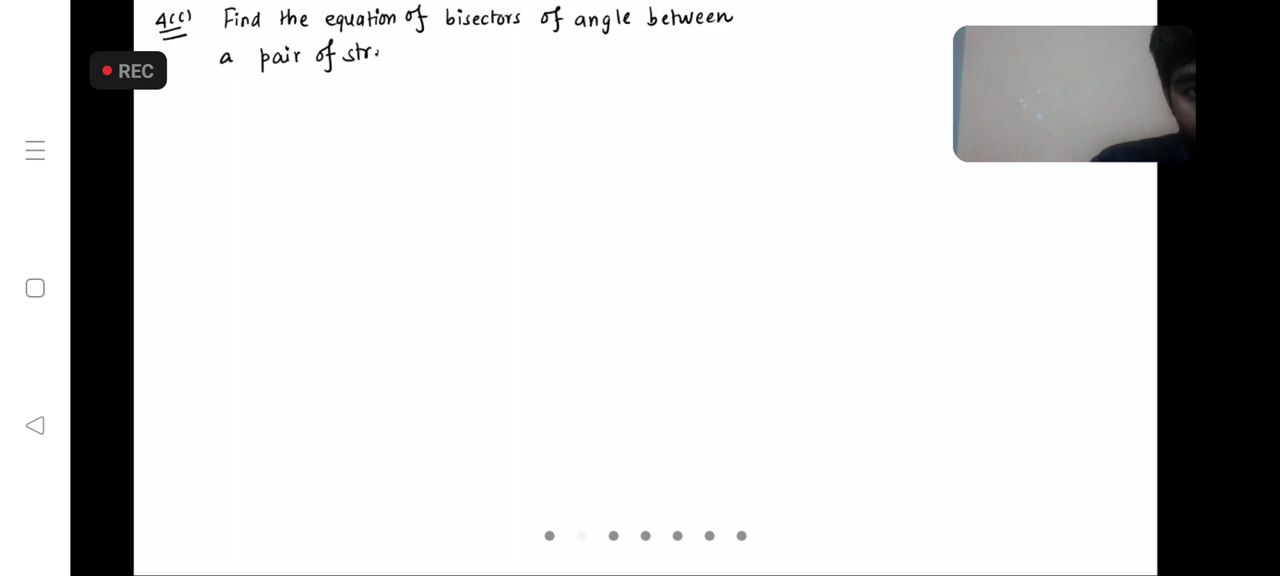 4(c) Find the equation of bisectors of angle between
a pair of str.
REC